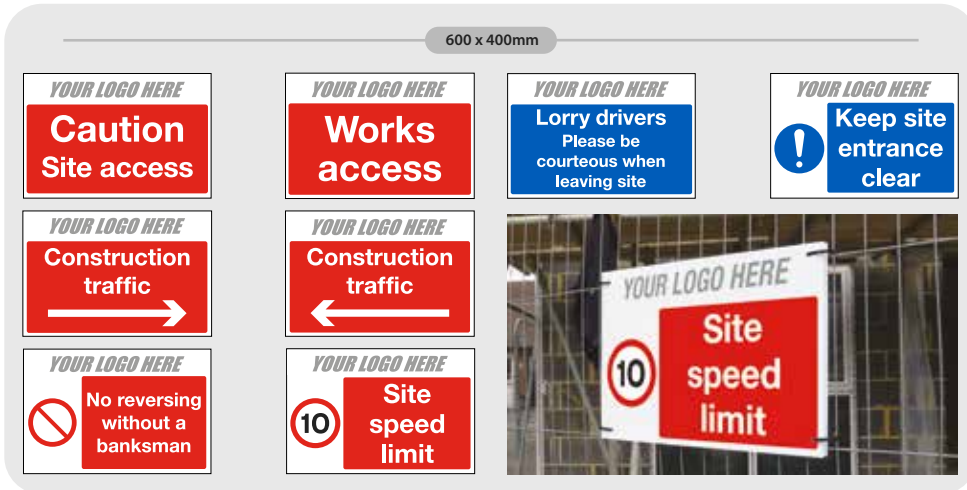 600 x 400mm
YOUR LOGO HERE
Caution
Site access
YOUR LOGO HERE
Works
access
YOUR LOGO HERE
Lorry drivers
Please be
courteous when
leaving site
YOUR LOGO HERE
!
Keep site
entrance
clear
YOUR LOGO HERE
Construction
traffic
YOUR LOGO HERE
Construction
traffic
YOUR LOGO HERE
10
Site
speed
limit
YOUR LOGO HERE
No reversing
without a
banksman
YOUR LOGO HERE
10
Site
speed
limit